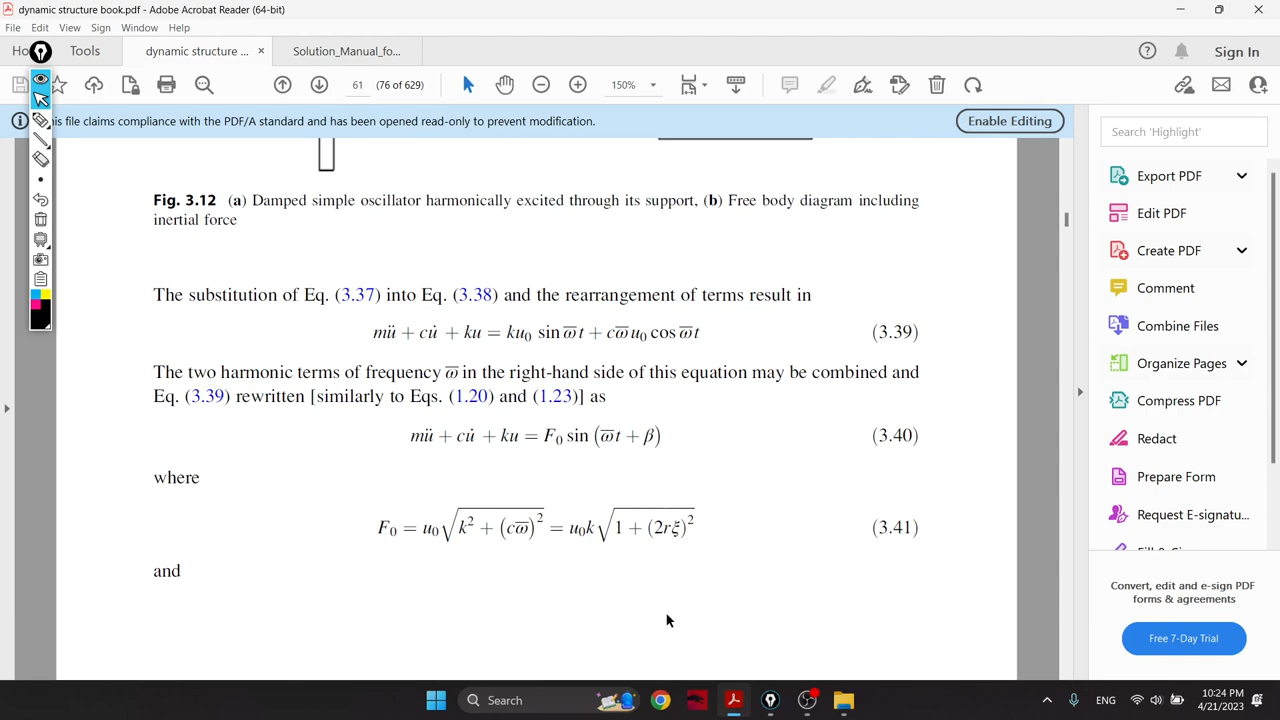 dynamic structure book.pdf - Adobe Acrobat Reader (64-bit)
File Edit View Sign Window Help
Ho Tools dynamic structure ... × Solution_Manual_fo... Sign In
61 (76 of 629) 150%
is file claims compliance with the PDF/A standard and has been opened read-only to prevent modification. Enable Editing
Fig. 3.12 (a) Damped simple oscillator harmonically excited through its support, (b) Free body diagram including
inertial force
The substitution of Eq. (3.37) into Eq. (3.38) and the rearrangement of terms result in
mü + cu̇ + ku = ku₀ sin ω̅t + cω̅u₀ cos ω̅t (3.39)
The two harmonic terms of frequency ω̅ in the right-hand side of this equation may be combined and
Eq. (3.39) rewritten [similarly to Eqs. (1.20) and (1.23)] as
mü + cu̇ + ku = F₀ sin (ω̅t + β) (3.40)
where
F₀ = u₀√(k² + (cω̅)²) = u₀k√(1 + (2rξ)²) (3.41)
and
Search 'Highlight'
Export PDF
Edit PDF
Create PDF
Comment
Combine Files
Organize Pages
Compress PDF
Redact
Prepare Form
Request E-signatu...
Convert, edit and e-sign PDF
forms & agreements
Free 7-Day Trial
Search
ENG
10:24 PM
4/21/2023